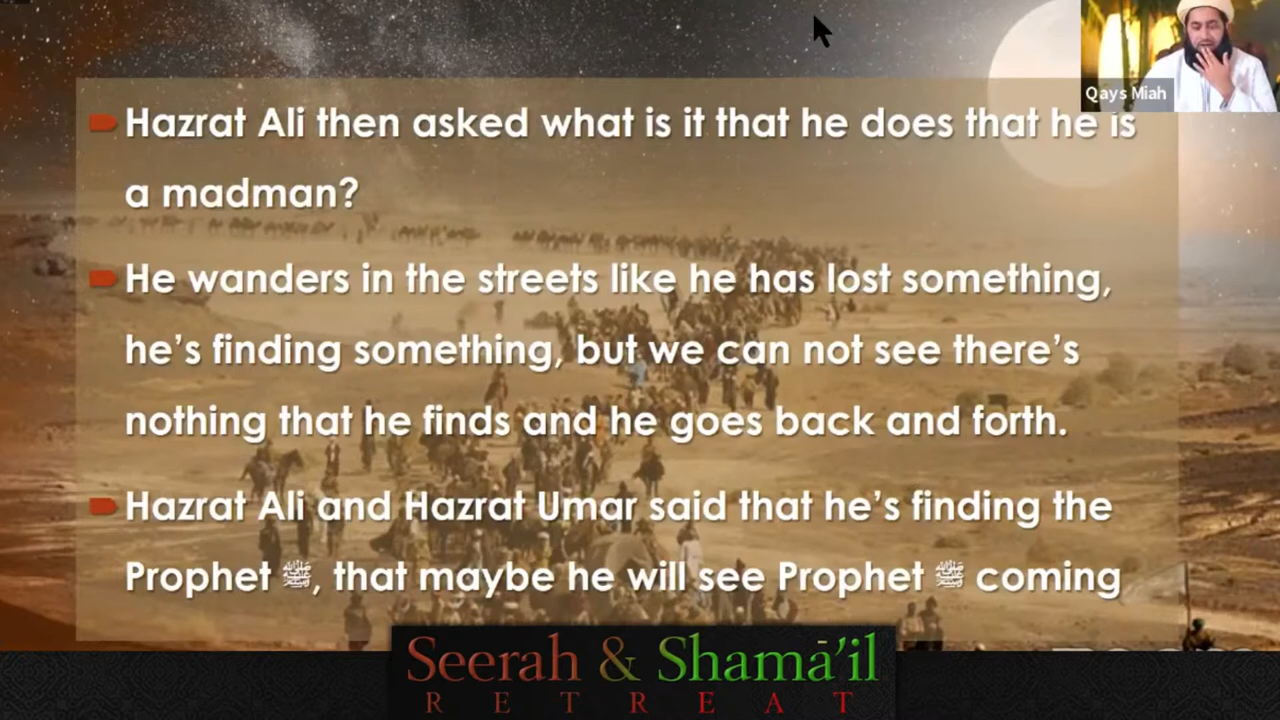 Qays Miah
Hazrat Ali then asked what is it that he does that he is
a madman?
He wanders in the streets like he has lost something,
he's finding something, but we can not see there's
nothing that he finds and he goes back and forth.
Hazrat Ali and Hazrat Umar said that he's finding the
Prophet ﷺ, that maybe he will see Prophet ﷺ coming
Seerah & Shamā'il
RETREAT